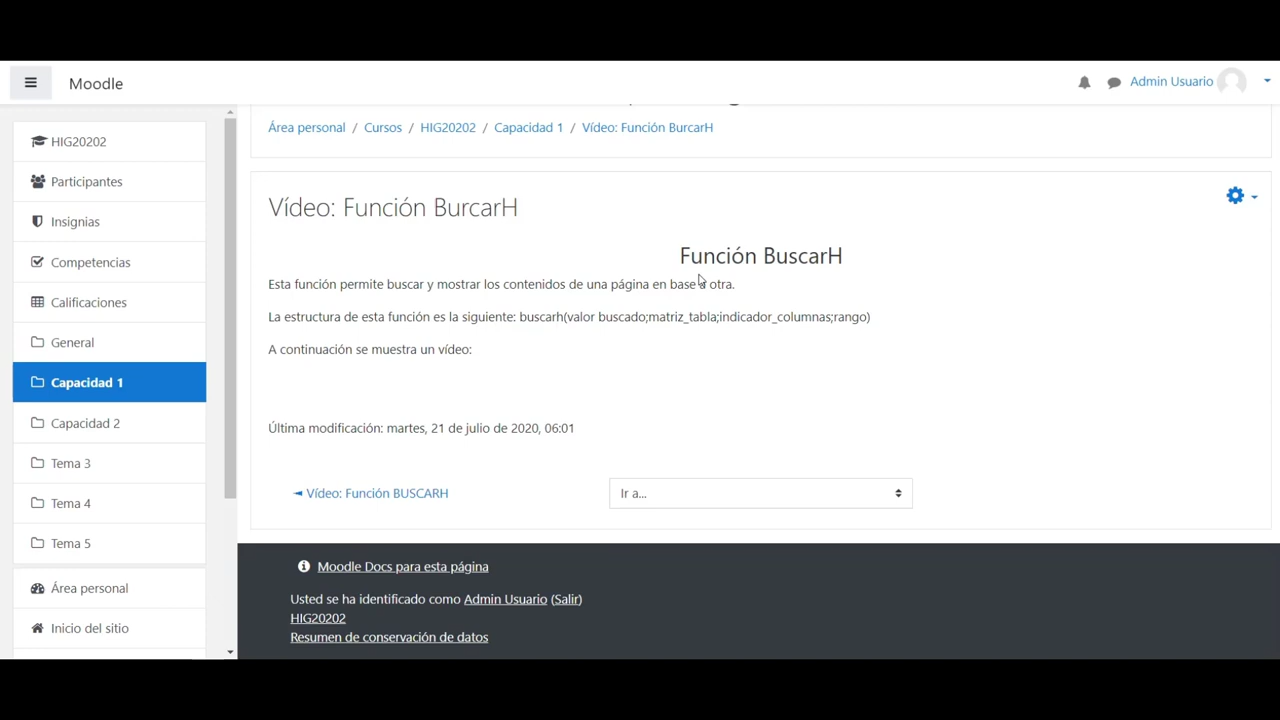 Moodle
Admin Usuario
HIG20202
Participantes
Insignias
Competencias
Calificaciones
General
Capacidad 1
Capacidad 2
Tema 3
Tema 4
Tema 5
Área personal
Inicio del sitio
Área personal / Cursos / HIG20202 / Capacidad 1 / Vídeo: Función BurcarH
Vídeo: Función BurcarH
Función BuscarH
Esta función permite buscar y mostrar los contenidos de una página en base a otra.
La estructura de esta función es la siguiente: buscarh(valor buscado;matriz_tabla;indicador_columnas;rango)
A continuación se muestra un vídeo:
Última modificación: martes, 21 de julio de 2020, 06:01
◄ Vídeo: Función BUSCARH
Ir a...
Moodle Docs para esta página
Usted se ha identificado como Admin Usuario (Salir)
HIG20202
Resumen de conservación de datos